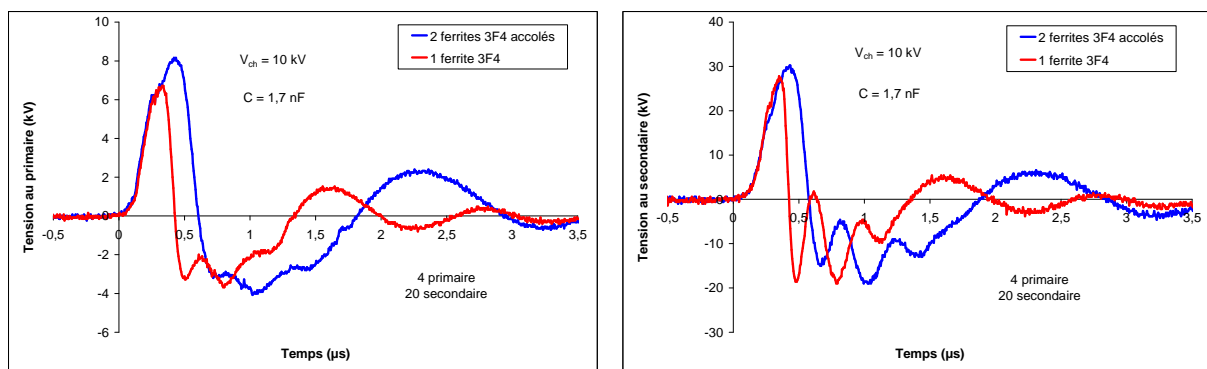 2 ferrites 3F4 accolés
1 ferrite 3F4
V_ch = 10 kV
C = 1,7 nF
10
8
6
4
2
0
-2
-4
-6
-0,5 0 0,5 1 1,5 2 2,5 3 3,5
4 primaire
20 secondaire
Tension au primaire (kV)
Temps (µs)
2 ferrites 3F4 accolés
1 ferrite 3F4
V_ch = 10 kV
C = 1,7 nF
40
30
20
10
0
-10
-20
-30
-0,5 0 0,5 1 1,5 2 2,5 3 3,5
4 primaire
20 secondaire
Tension au secondaire (kV)
Temps (µs)